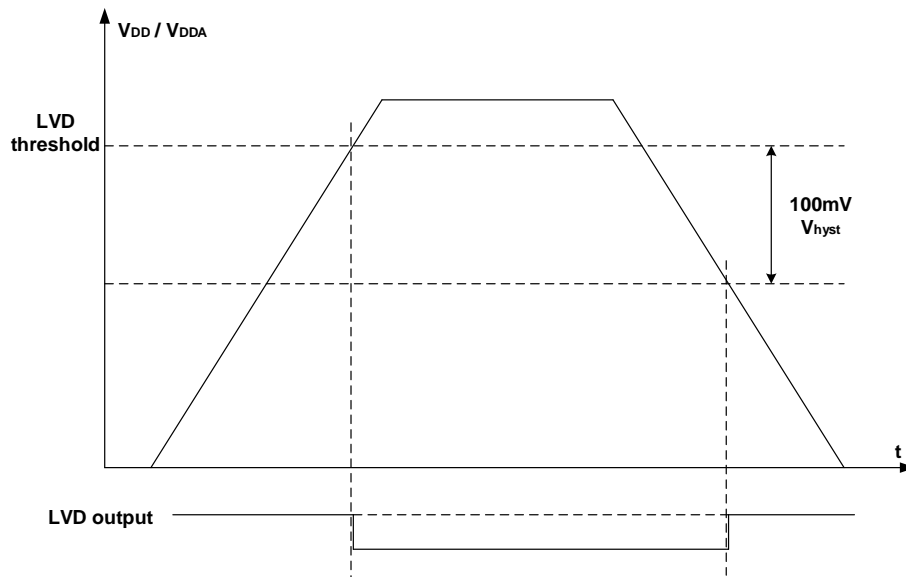 VDD / VDDA
LVD
threshold
100mV
Vhyst
t
LVD output